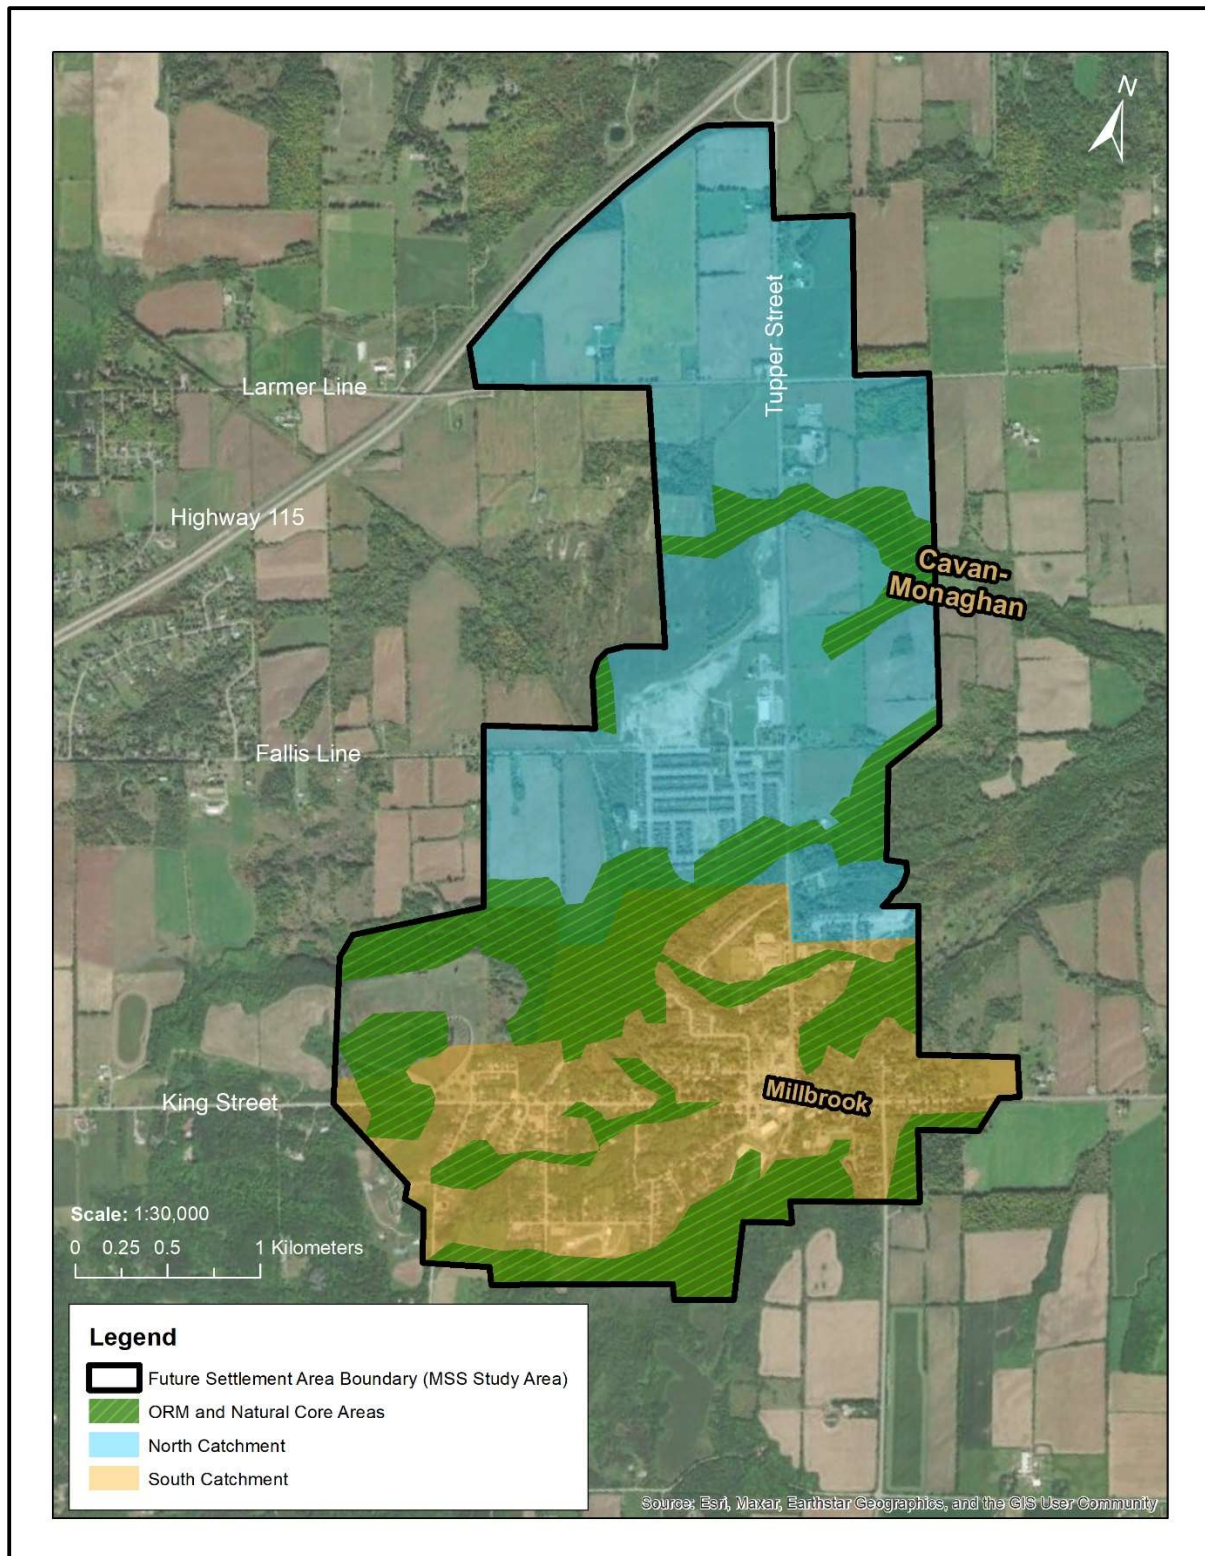 N
Tupper Street
Larmer Line
Highway 115
Cavan-
Monaghan
Fallis Line
Millbrook
King Street
Scale: 1:30,000
0 0.25 0.5 1 Kilometers
Legend
Future Settlement Area Boundary (MSS Study Area)
ORM and Natural Core Areas
North Catchment
South Catchment
Source: Esri, Maxar, Earthstar Geographics, and the GIS User Community